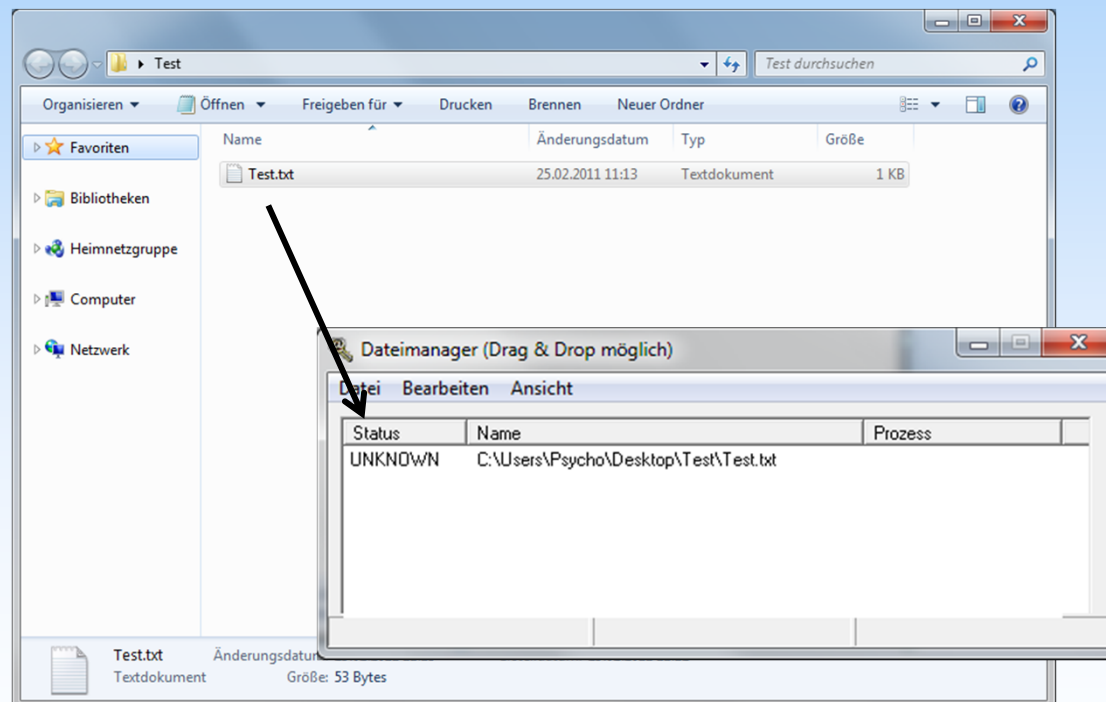 Test
Test durchsuchen
Organisieren Öffnen Freigeben für Drucken Brennen Neuer Ordner
Name Änderungsdatum Typ Größe
Favoriten
Test.txt 25.02.2011 11:13 Textdokument 1 KB
Bibliotheken
Heimnetzgruppe
Computer
Netzwerk
Dateimanager (Drag & Drop möglich)
Datei Bearbeiten Ansicht
Status Name Prozess
UNKNOWN C:\Users\Psycho\Desktop\Test\Test.txt
Test.txt
Textdokument Größe: 53 Bytes